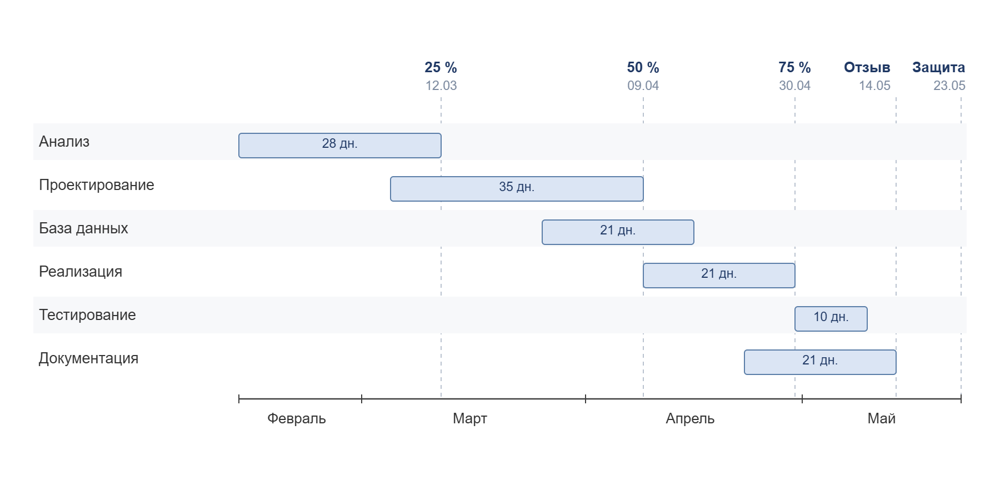 25 % 50 % 75 % Отзыв Защита
12.03 09.04 30.04 14.05 23.05
Анализ 28 дн.
Проектирование 35 дн.
База данных 21 дн.
Реализация 21 дн.
Тестирование 10 дн.
Документация 21 дн.
Февраль Март Апрель Май